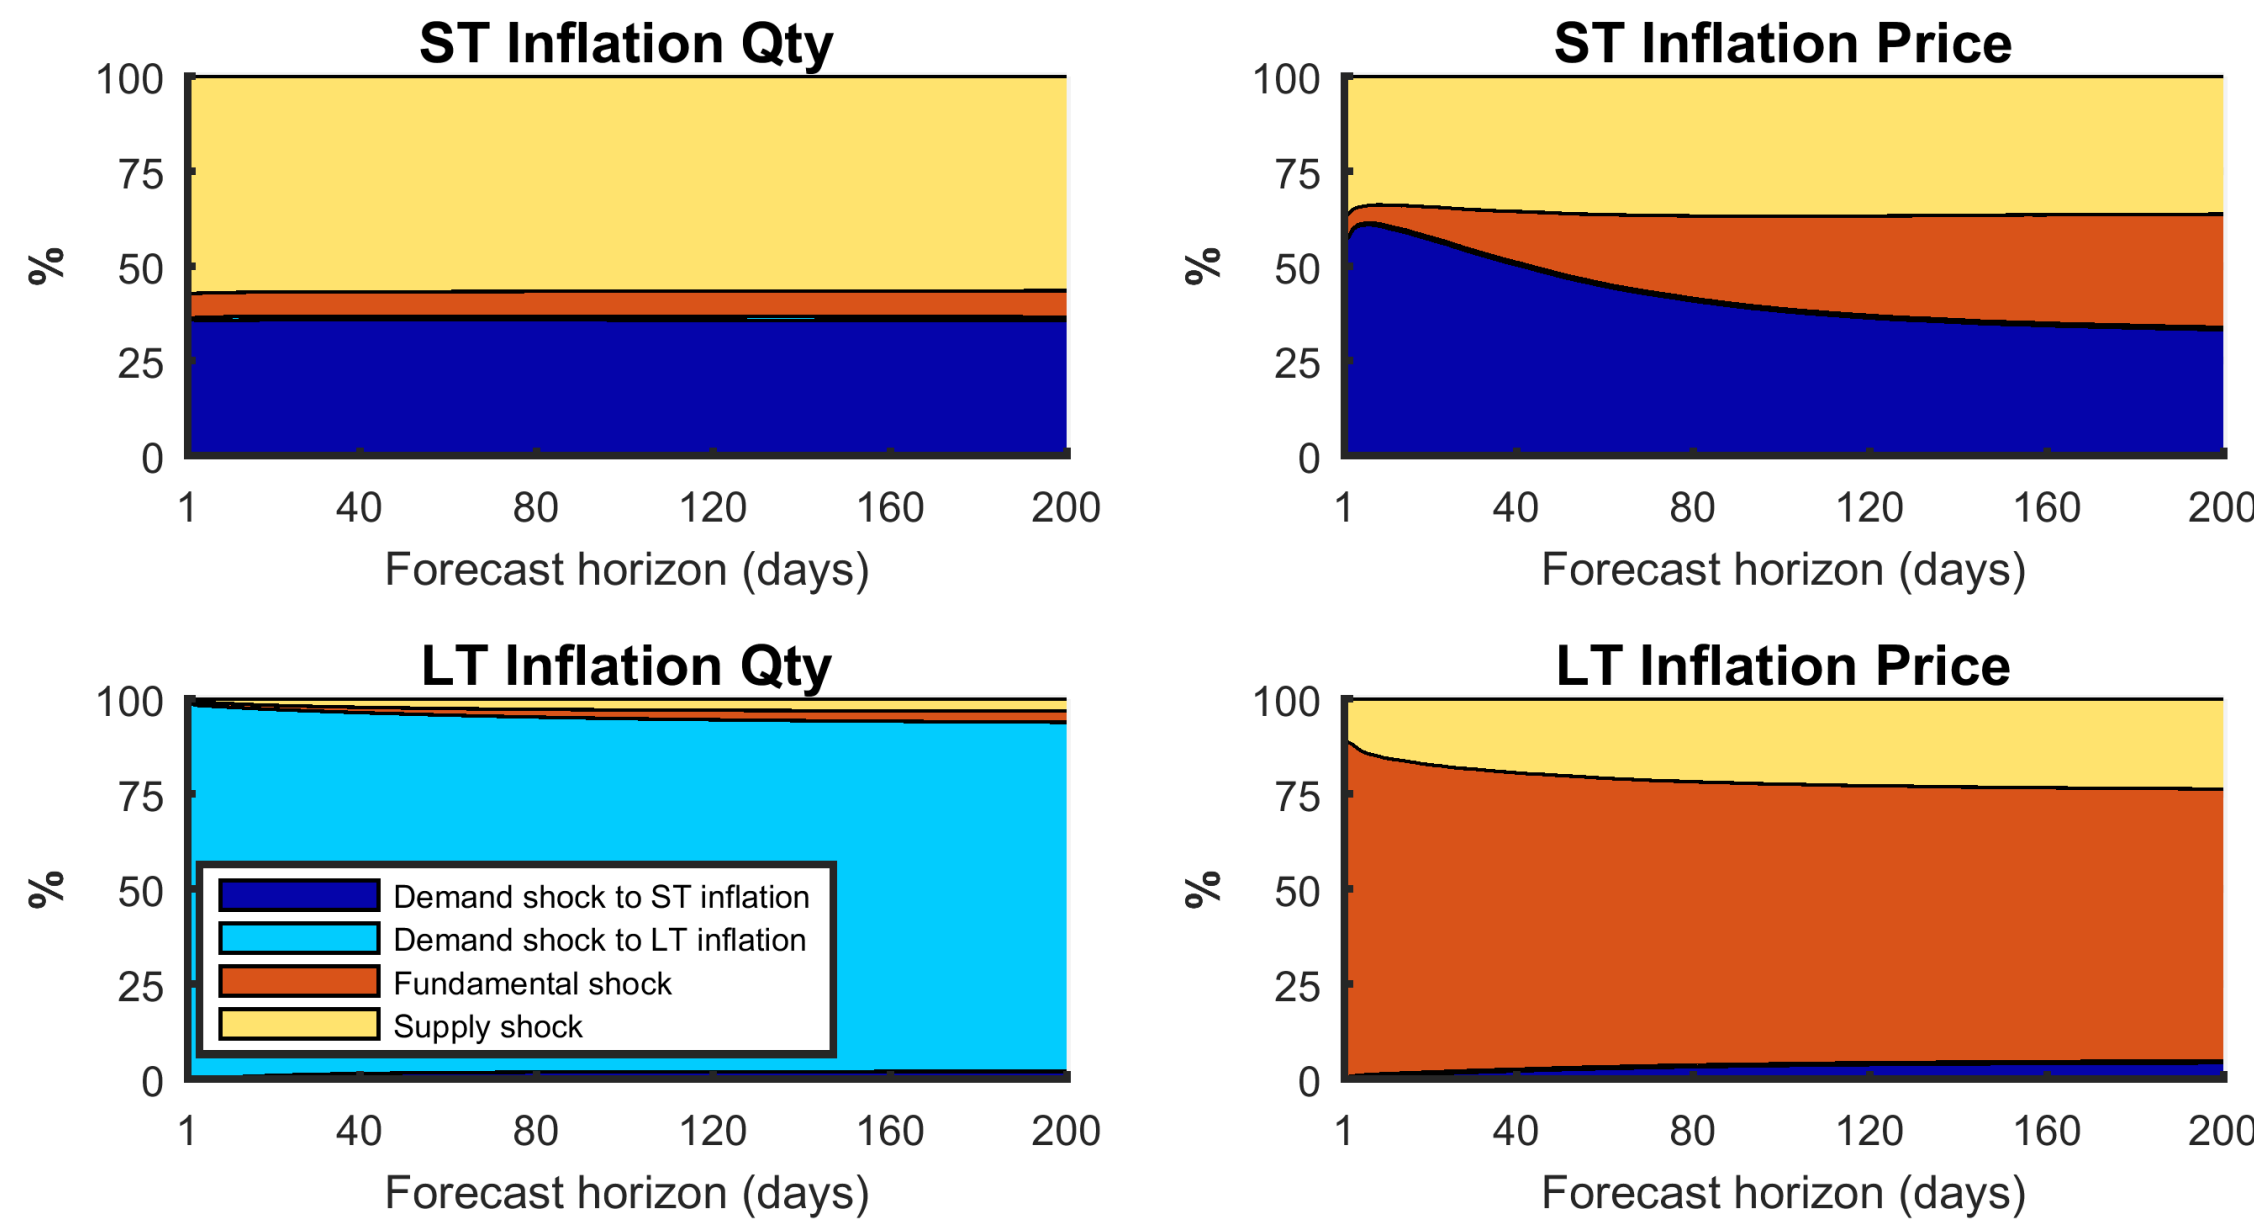 ST Inflation Qty
100
75
50
25
0
%
1 40 80 120 160 200
Forecast horizon (days)
ST Inflation Price
100
75
50
25
0
%
1 40 80 120 160 200
Forecast horizon (days)
LT Inflation Qty
100
75
50
25
0
%
Demand shock to ST inflation
Demand shock to LT inflation
Fundamental shock
Supply shock
1 40 80 120 160 200
Forecast horizon (days)
LT Inflation Price
100
75
50
25
0
%
1 40 80 120 160 200
Forecast horizon (days)